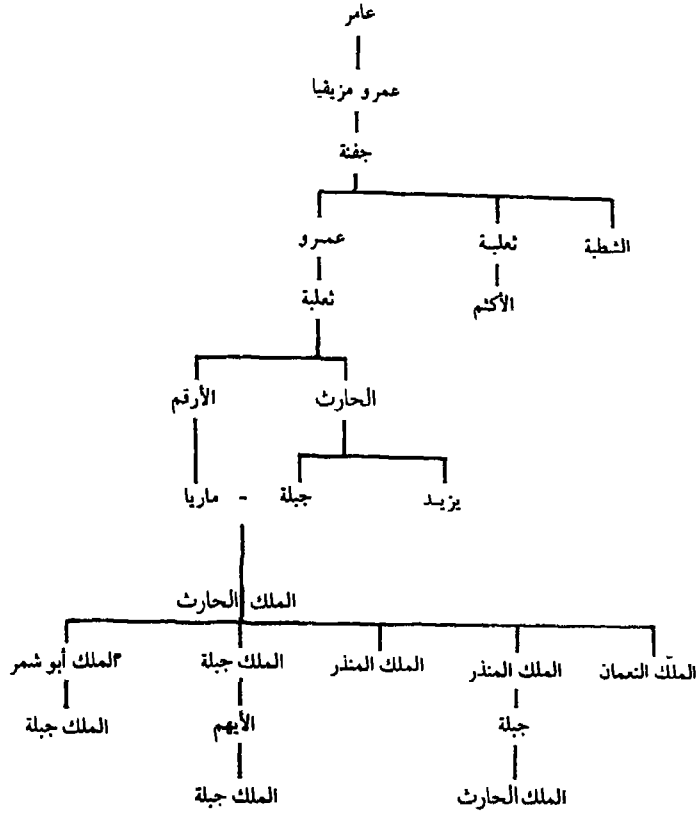 عامر
عمرو مزيفيا
جفنة
الشطبة ثعلبة عمرو
الأكثم ثعلبة
الحارث الأرقم
يزيد جبلة - ماريا
الملك الحارث
الملك النعمان الملك المنذر الملك المنذر الملك جبلة الملك أبو شمر
جبلة الأيهم الملك جبلة
الملك الحارث الملك جبلة